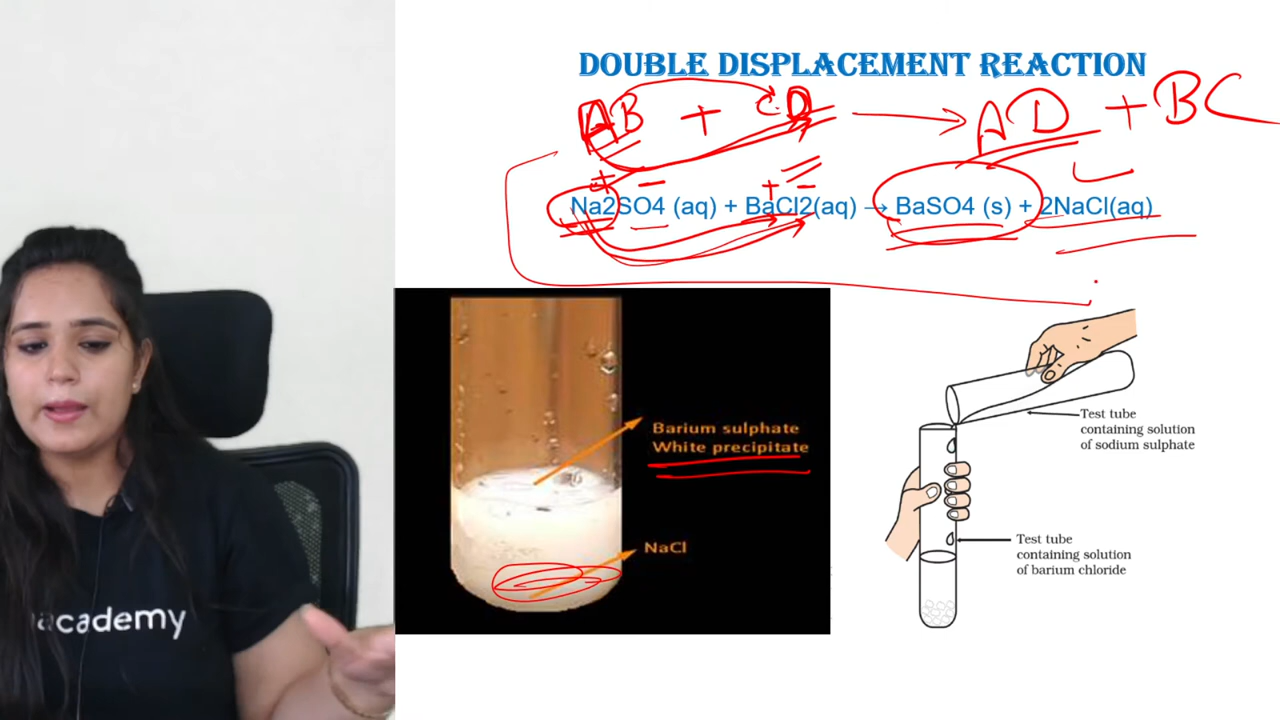 DOUBLE DISPLACEMENT REACTION
AB + CD → AD + BC
+ - + -
Na2SO4 (aq) + BaCl2(aq) → BaSO4 (s) + 2NaCl(aq)
Barium sulphate
White precipitate
NaCl
Test tube
containing solution
of sodium sulphate
Test tube
containing solution
of barium chloride
academy